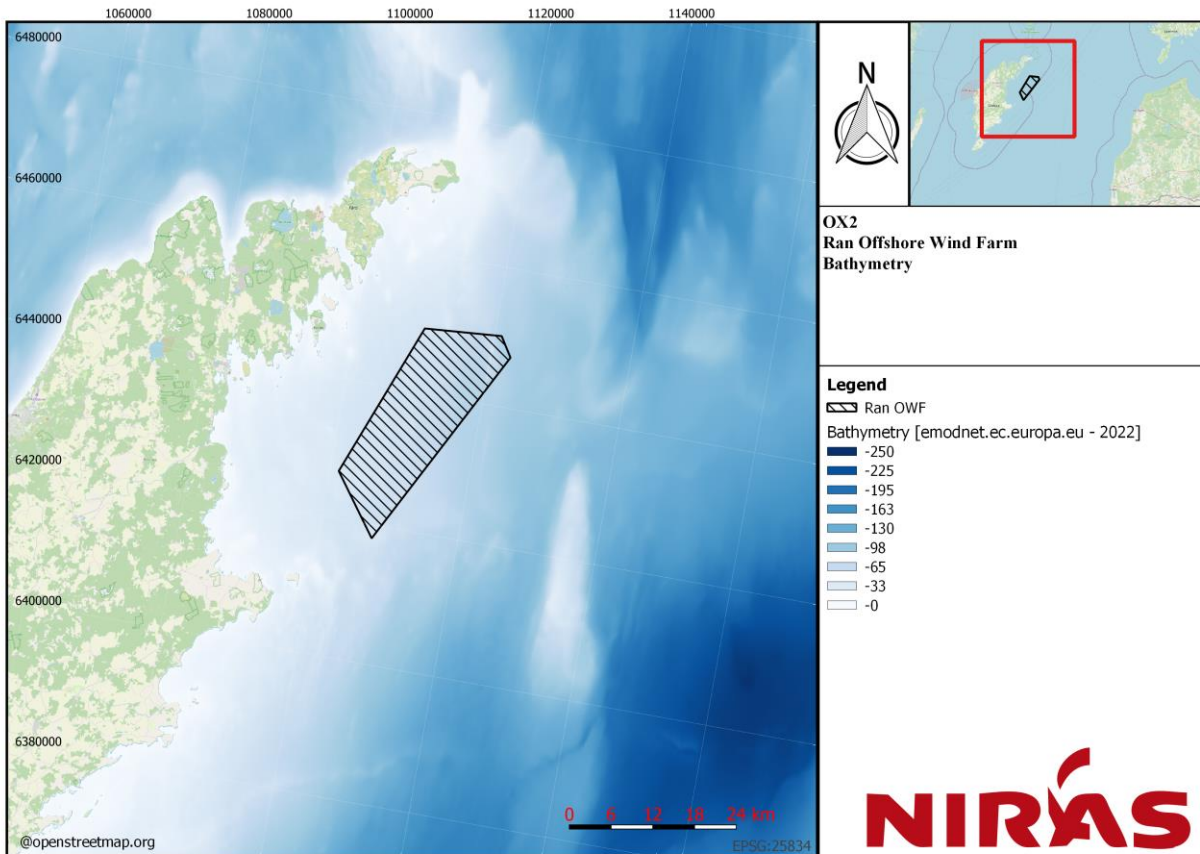 1060000 1080000 1100000 1120000 1140000
6480000
6460000
6440000
6420000
6400000
6380000
0 6 12 18 24 km
@openstreetmap.org
EPSG:25834
N
OX2
Ran Offshore Wind Farm
Bathymetry
Legend
Ran OWF
Bathymetry [emodnet.ec.europa.eu - 2022]
-250
-225
-195
-163
-130
-98
-65
-33
-0
NIRAS